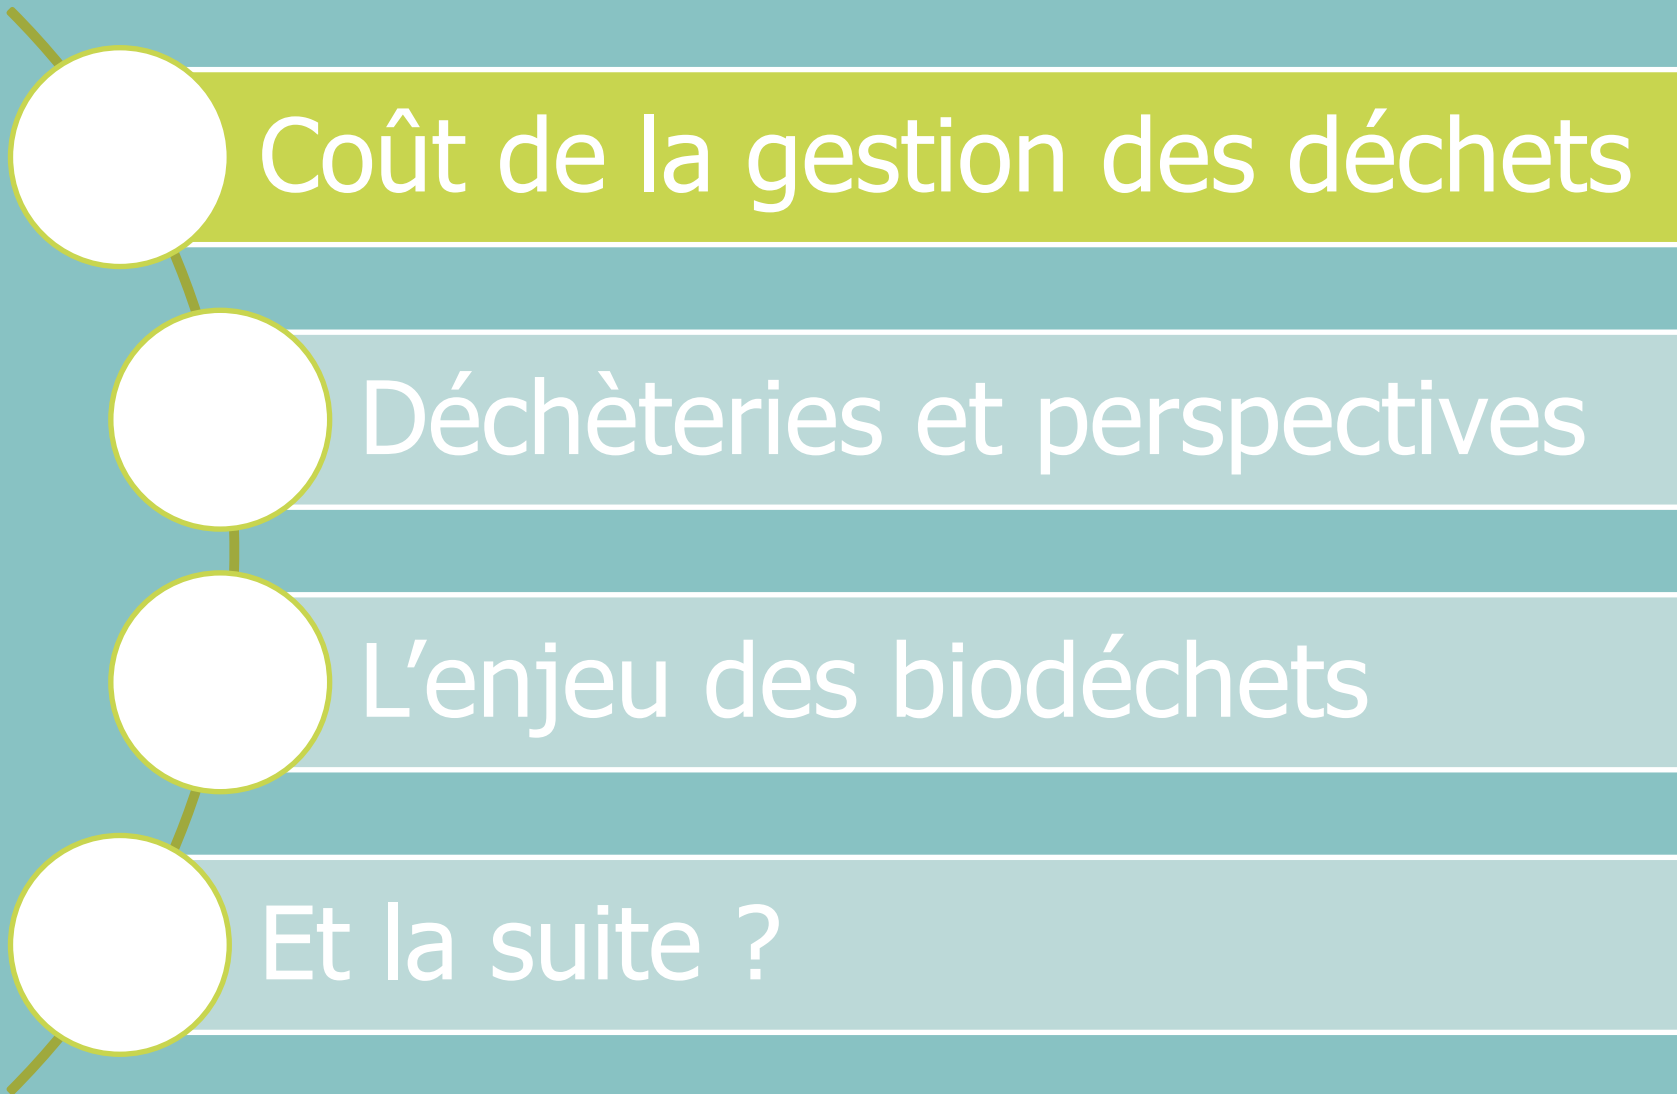 Coût de la gestion des déchets
Déchèteries et perspectives
L’enjeu des biodéchets
Et la suite ?